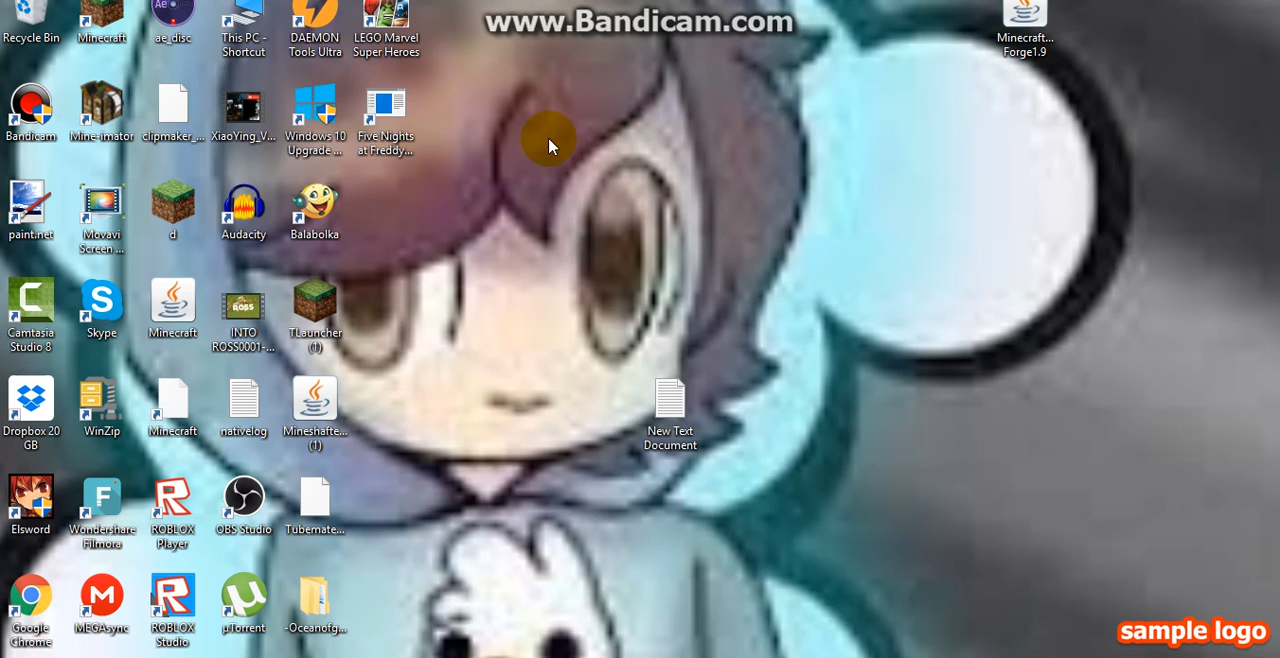 www.Bandicam.com
Recycle Bin
Minecraft
ae_disc
This PC -
Shortcut
DAEMON
Tools Ultra
LEGO Marvel
Super Heroes
Minecraft...
Forge1.9
Bandicam
Mine-imator
clipmaker_...
XiaoYing_V...
Windows 10
Upgrade ...
Five Nights
at Freddy...
paint.net
Movavi
Screen ...
d
Audacity
Balabolka
Camtasia
Studio 8
Skype
Minecraft
INTO
ROSS0001-...
TLauncher
(1)
Dropbox 20
GB
WinZip
Minecraft
nativelog
Mineshafte...
(1)
New Text
Document
Elsword
Wondershare
Filmora
ROBLOX
Player
OBS Studio
Tubemate...
Google
Chrome
MEGAsync
ROBLOX
Studio
µTorrent
-Oceanofg...
sample logo